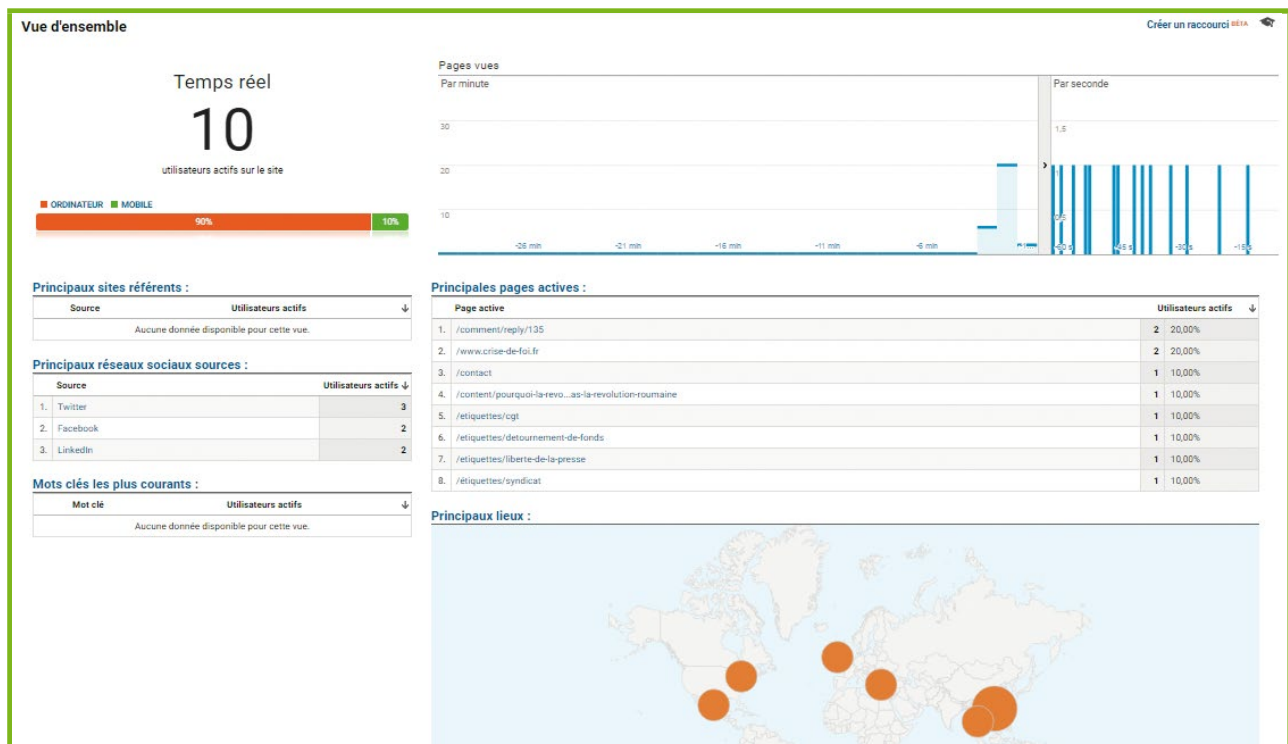 Vue d'ensemble
Créer un raccourci BÊTA
Temps réel
10
utilisateurs actifs sur le site
ORDINATEUR MOBILE
90% 10%
Pages vues
Par minute Par seconde
30
20
10
-26 min -21 min -16 min -11 min -6 min
1,5
1
0,5
-60 s -45 s -30 s -15 s
Principaux sites référents :
Source Utilisateurs actifs
Aucune donnée disponible pour cette vue.
Principaux réseaux sociaux sources :
Source Utilisateurs actifs
1. Twitter 3
2. Facebook 2
3. LinkedIn 2
Mots clés les plus courants :
Mot clé Utilisateurs actifs
Aucune donnée disponible pour cette vue.
Principales pages actives :
Page active Utilisateurs actifs
1. /comment/reply/135 2 20,00%
2. /www.crise-de-foi.fr 2 20,00%
3. /contact 1 10,00%
4. /content/pourquoi-la-revo...as-la-revolution-roumaine 1 10,00%
5. /etiquettes/cgt 1 10,00%
6. /etiquettes/detournement-de-fonds 1 10,00%
7. /etiquettes/liberte-de-la-presse 1 10,00%
8. /étiquettes/syndicat 1 10,00%
Principaux lieux :